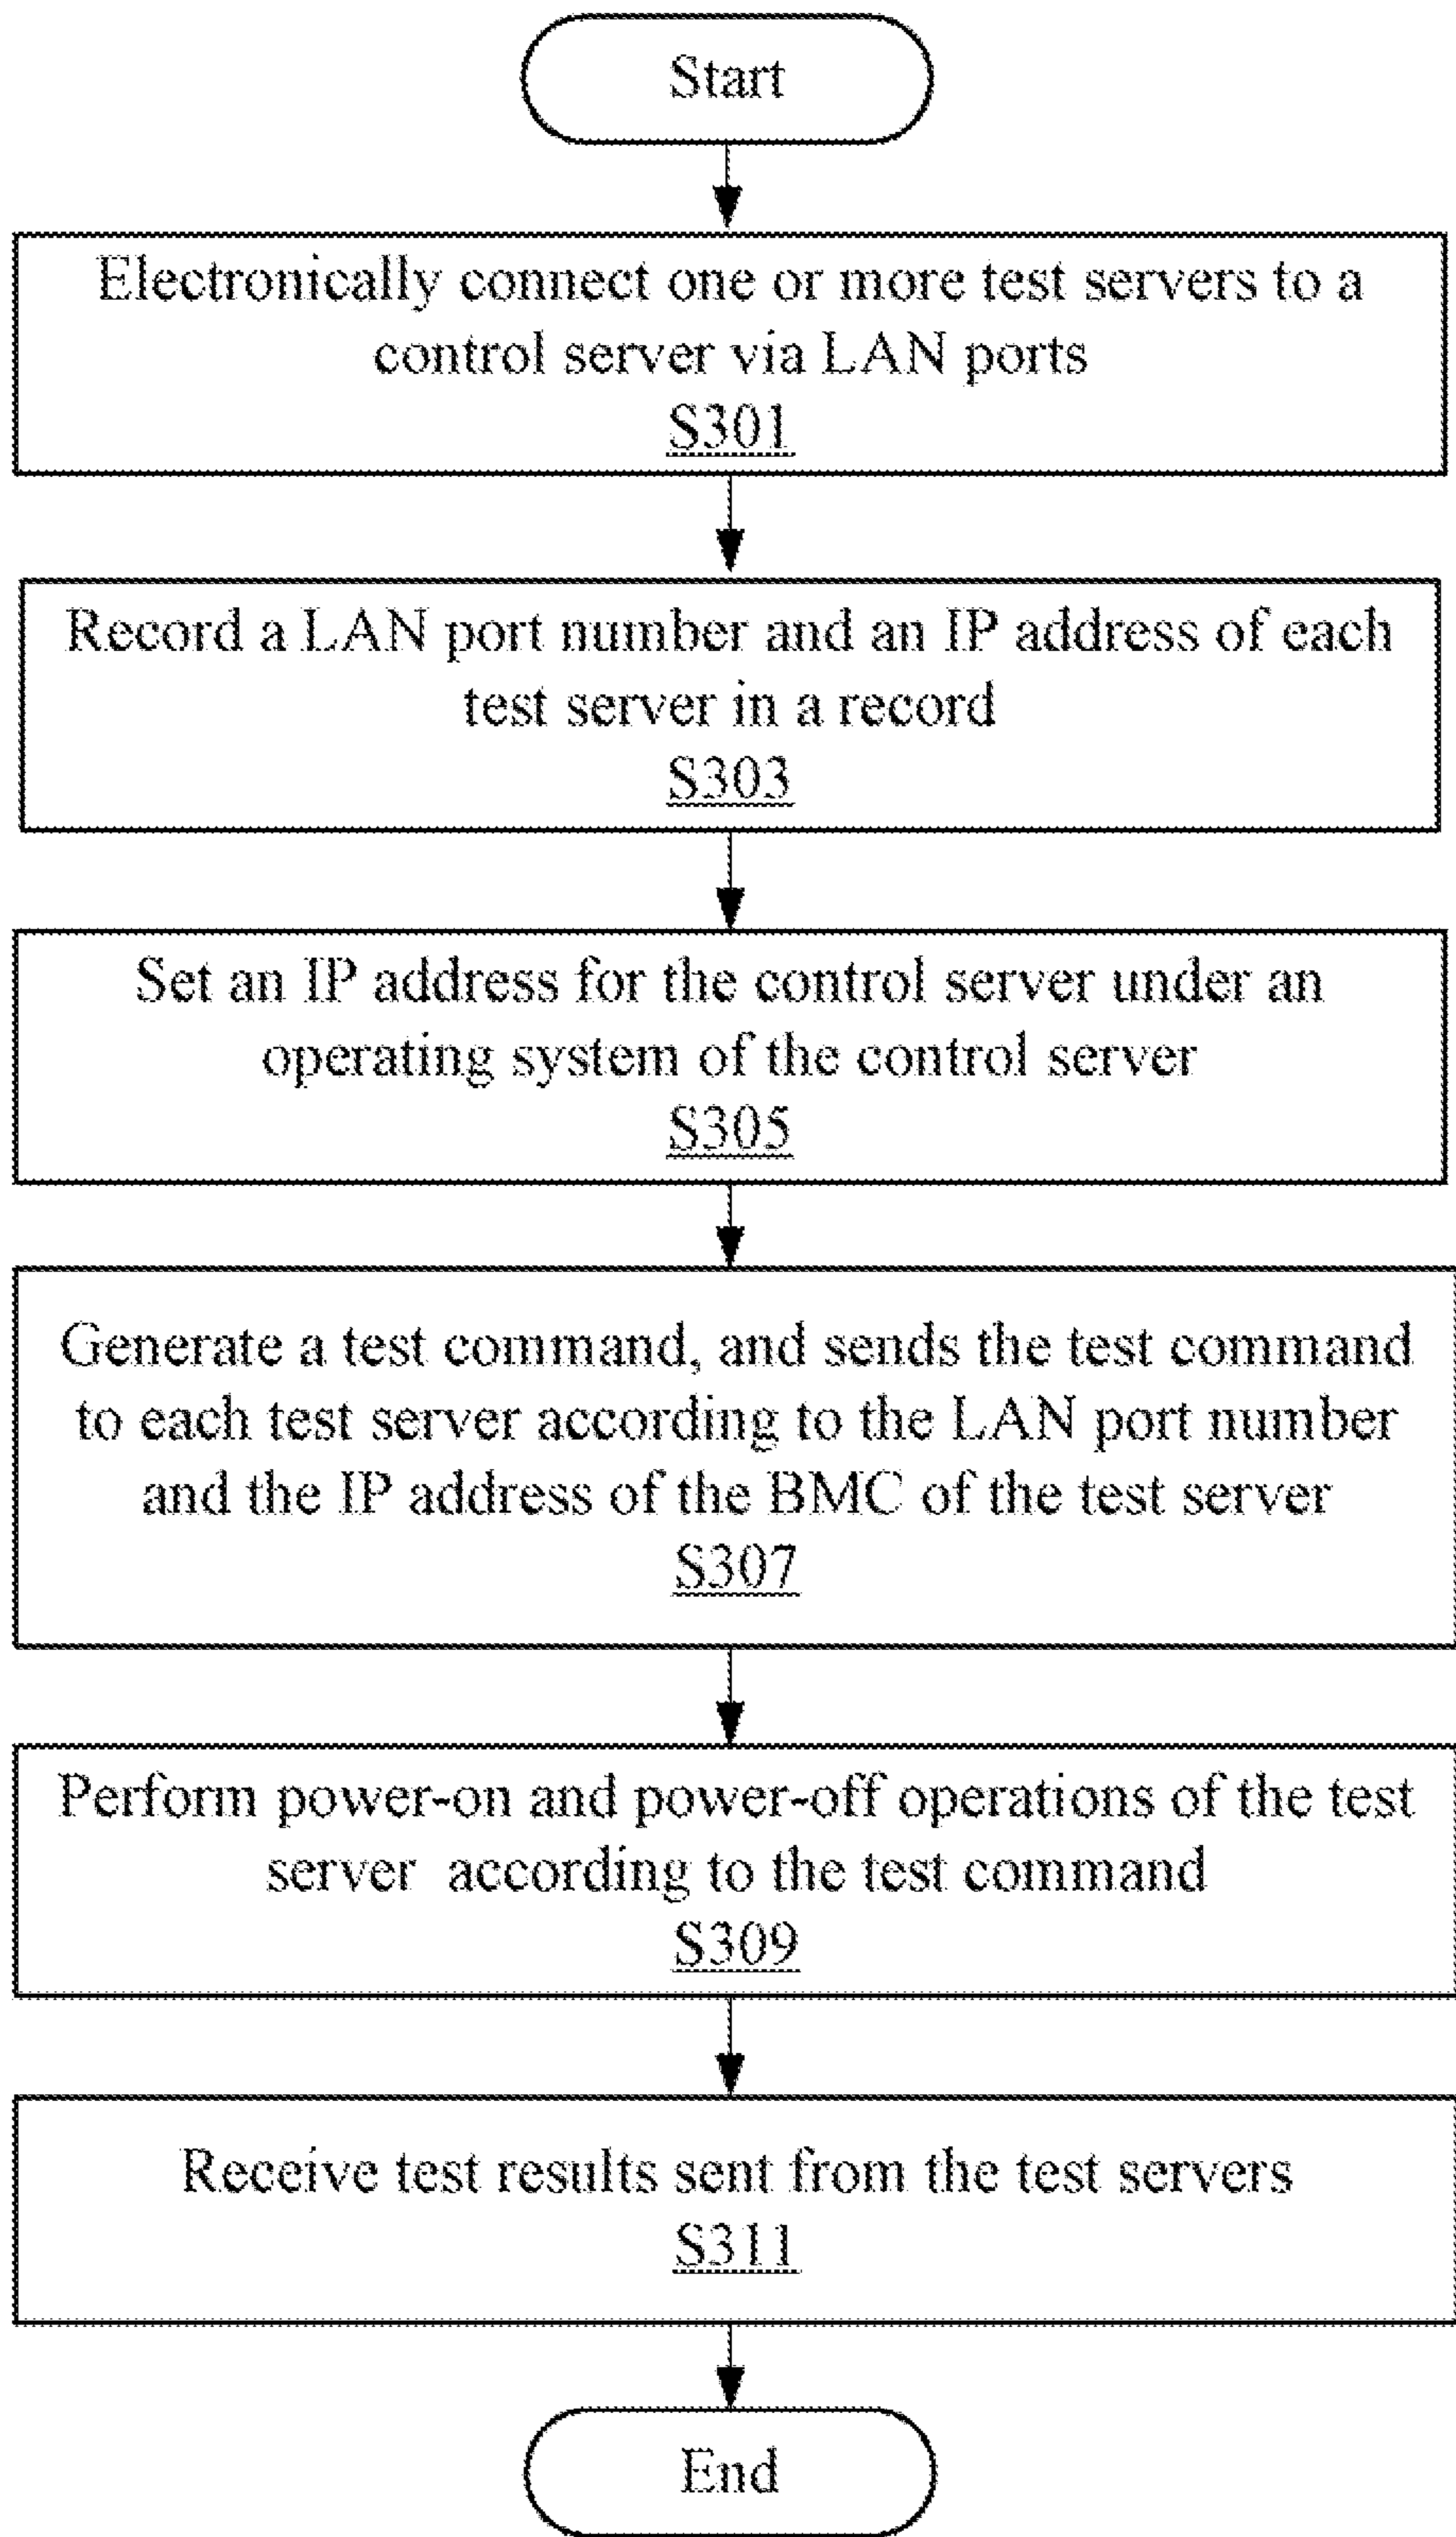 Start
Electronically connect one or more test servers to a
control server via LAN ports
S301
Record a LAN port number and an IP address of each
test server in a record
S303
Set an IP address for the control server under an
operating system of the control server
S305
Generate a test command, and sends the test command
to each test server according to the LAN port number
and the IP address of the BMC of the test server
S307
Perform power-on and power-off operations of the test
server according to the test command
S309
Receive test results sent from the test servers
S311
End